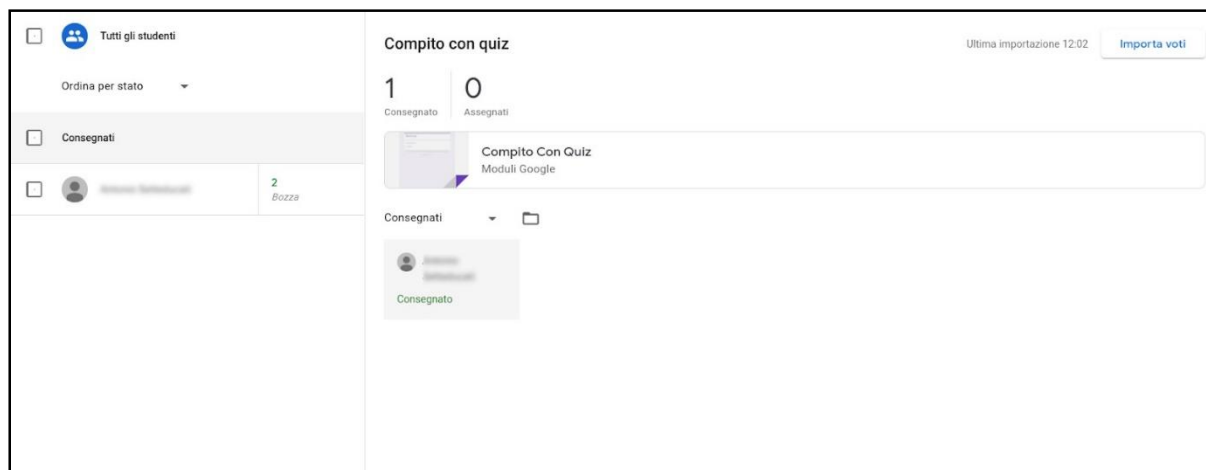 Tutti gli studenti
Ordina per stato
Consegnati
2
Bozza
Compito con quiz
Ultima importazione 12:02
Importa voti
1
0
Consegnato
Assegnati
Compito Con Quiz
Moduli Google
Consegnati
Consegnato